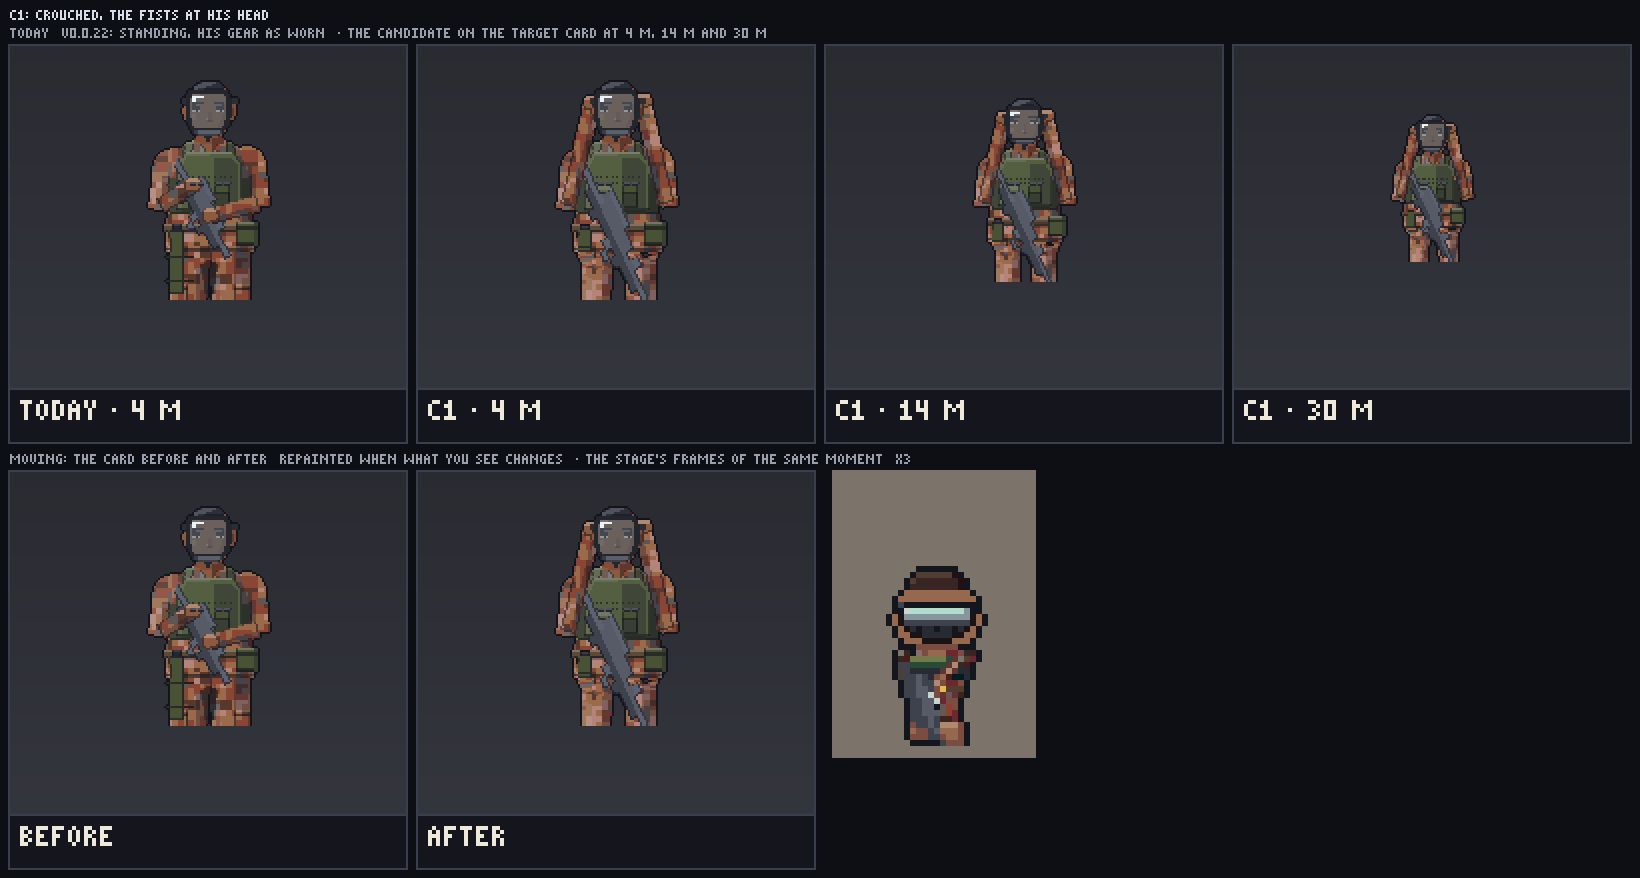 C1: CROUCHED, THE FISTS AT HIS HEAD
TODAY V0.0.22: STANDING, HIS GEAR AS WORN · THE CANDIDATE ON THE TARGET CARD AT 4 M, 14 M AND 30 M
TODAY · 4 M
C1 · 4 M
C1 · 14 M
C1 · 30 M
MOVING: THE CARD BEFORE AND AFTER REPAINTED WHEN WHAT YOU SEE CHANGES · THE STAGE'S FRAMES OF THE SAME MOMENT X3
BEFORE
AFTER